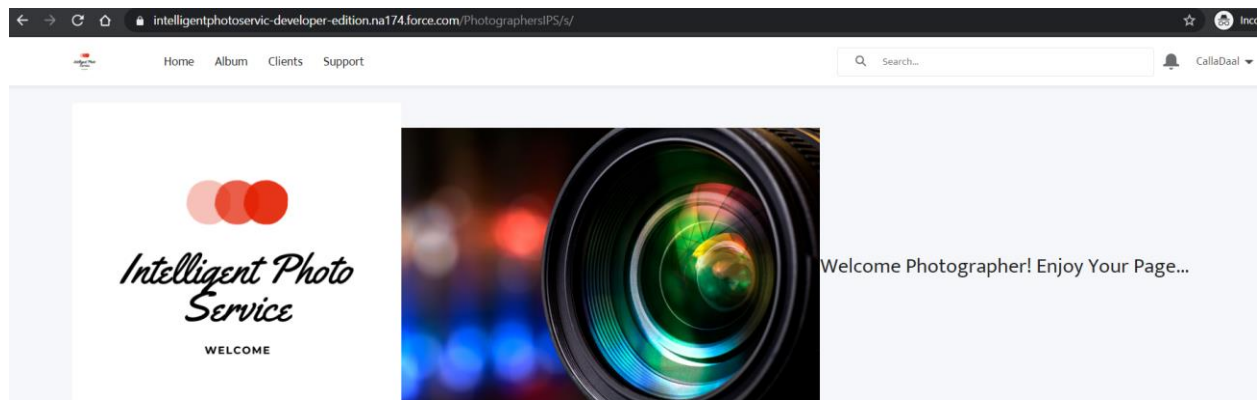 intelligentphotoservic-developer-edition.na174.force.com/PhotographersIPS/s/
Inco
Home Album Clients Support
Search...
CallaDaal
Intelligent Photo
Service
WELCOME
Welcome Photographer! Enjoy Your Page...